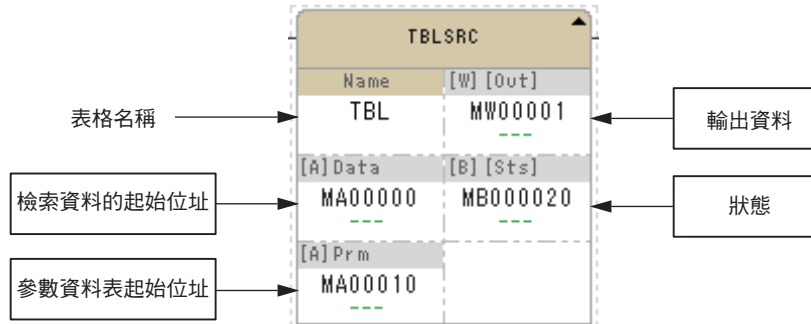 TBLSRC
Name
[W] [Out]
表格名稱
TBL
MW00001
輸出資料
---
[A]Data
[B] [Sts]
檢索資料的起始位址
MA00000
MB000020
狀態
---
---
[A]Prm
參數資料表起始位址
MA00010
---